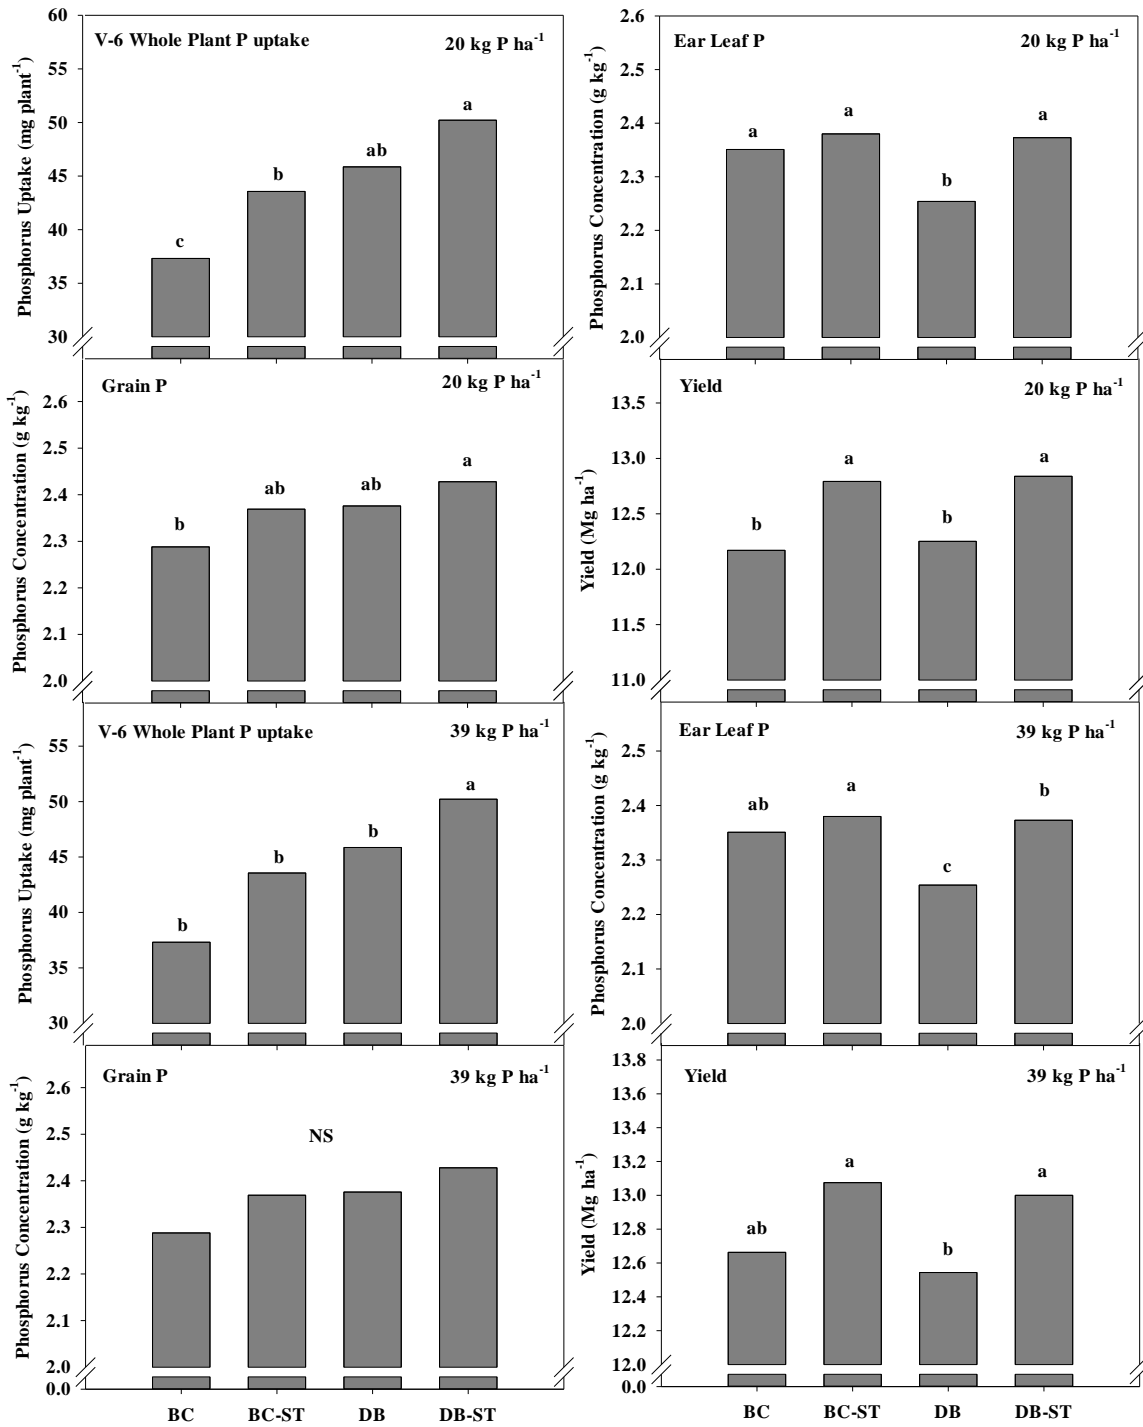 V-6 Whole Plant P uptake
20 kg P ha⁻¹
Phosphorus Uptake (mg plant⁻¹)
60
55
50
45
40
35
30
c
b
ab
a
Ear Leaf P
20 kg P ha⁻¹
Phosphorus Concentration (g kg⁻¹)
2.6
2.5
2.4
2.3
2.2
2.1
2.0
a
a
b
a
Grain P
20 kg P ha⁻¹
Phosphorus Concentration (g kg⁻¹)
2.6
2.5
2.4
2.3
2.2
2.1
2.0
b
ab
ab
a
Yield
20 kg P ha⁻¹
Yield (Mg ha⁻¹)
13.5
13.0
12.5
12.0
11.5
11.0
b
a
b
a
V-6 Whole Plant P uptake
39 kg P ha⁻¹
Phosphorus Uptake (mg plant⁻¹)
55
50
45
40
35
30
b
b
b
a
Ear Leaf P
39 kg P ha⁻¹
Phosphorus Concentration (g kg⁻¹)
2.5
2.4
2.3
2.2
2.1
2.0
ab
a
c
b
Grain P
39 kg P ha⁻¹
Phosphorus Concentration (g kg⁻¹)
2.6
2.5
2.4
2.3
2.2
2.1
2.0
0.0
NS
BC BC-ST DB DB-ST
Yield
39 kg P ha⁻¹
Yield (Mg ha⁻¹)
13.8
13.6
13.4
13.2
13.0
12.8
12.6
12.4
12.2
12.0
0.0
ab
a
b
a
BC BC-ST DB DB-ST